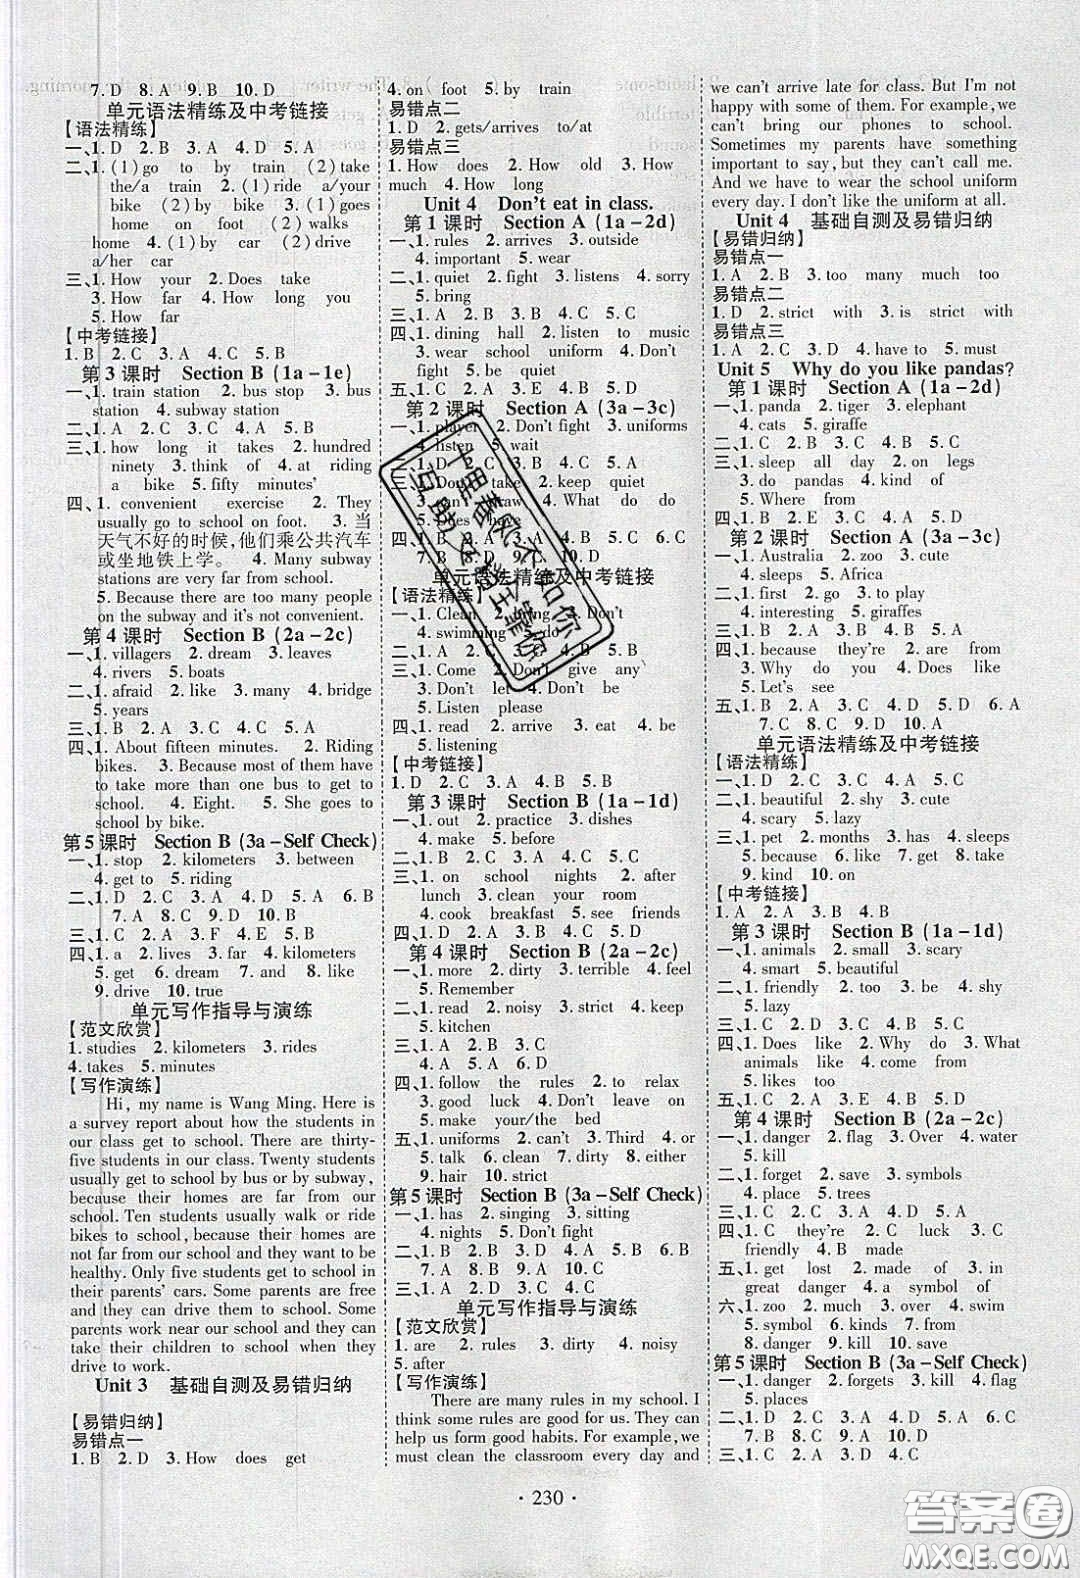 7. D 8. A 9. B 10. D
单元语法精练及中考链接
【语法精练】
一、1. D 2. B 3. A 4. D 5. A
二、1. (1)go to by train (2)take
the/a train 2. (1)ride a/your
bike (2)by bike 3. (1)goes
home on foot (2)walks
home 4. (1)by car (2)drive
a/her car
三、1. How your 2. Does take
3. How far 4. How long you
5. How far
【中考链接】
1. B 2. C 3. A 4. C 5. B
第 3 课时 Section B (1a-1e)
一、1. train station 2. bus stop 3. bus
station 4. subway station
二、1. D 2. C 3. A 4. C 5. A
三、1. how long it takes 2. hundred
ninety 3. think of 4. at riding
a bike 5. fifty minutes'
四、1. convenient exercise 2. They
usually go to school on foot. 3. 当
天气不好的时候，他们乘公共汽车
或坐地铁上学。 4. Many subway
stations are very far from school.
5. Because there are too many people
on the subway and it's not convenient.
第 4 课时 Section B (2a-2c)
一、1. villagers 2. dream 3. leaves
4. rivers 5. boats
二、1. afraid 2. like 3. many 4. bridge
5. years
三、1. B 2. A 3. C 4. C 5. A
四、1. About fifteen minutes. 2. Riding
bikes. 3. Because most of them have
to take more than one bus to get to
school. 4. Eight. 5. She goes to
school by bike.
第 5 课时 Section B (3a-Self Check)
一、1. stop 2. kilometers 3. between
4. get to 5. riding
二、1. D 2. C 3. A 4. D 5. A 6. B
7. A 8. C 9. D 10. B
三、1. C 2. A 3. F 4. E 5. B
四、1. a 2. lives 3. far 4. kilometers
5. get 6. dream 7. and 8. like
9. drive 10. true
单元写作指导与演练
【范文欣赏】
1. studies 2. kilometers 3. rides
4. takes 5. minutes
【写作演练】
Hi, my name is Wang Ming. Here is
a survey report about how the students in
our class get to school. There are thirty-
five students in our class. Twenty students
usually get to school by bus or by subway,
because their homes are far from our
school. Ten students usually walk or ride
bikes to school, because their homes are
not far from our school and they want to be
healthy. Only five students get to school in
their parents' cars. Some parents are free
and they can drive them to school. Some
parents work near our school and they can
take their children to school when they
drive to work.
Unit 3 基础自测及易错归纳
【易错归纳】
易错点一
1. B 2. D 3. How does get
4. on foot 5. by train
易错点二
1. D 2. gets/arrives to/at
易错点三
1. How does 2. How old 3. How
much 4. How long
Unit 4 Don't eat in class.
第 1 课时 Section A (1a-2d)
一、1. rules 2. arrives 3. outside
4. important 5. wear
二、1. quiet 2. fight 3. listens 4. sorry
5. bring
三、1. A 2. A 3. B 4. C 5. C
四、1. dining hall 2. listen to music
3. wear school uniform 4. Don't
fight 5. be quiet
五、1. C 2. A 3. E 4. B 5. D
第 2 课时 Section A (3a-3c)
一、1. player 2. Don't fight 3. uniforms
4. listen 5. wait
C 3. B 4. D 5. A
2. keep quiet
4. What do do
5. Does have
四、1. B 2. A 5. C 6. C
7. B 8. D 9. C 10. D
单元语法精练及中考链接
【语法精练】
一、1. Clean Don't
4. swimming 5. do
二、1. A 2. C 5. B
三、1. Come 2. Don't give any
3. Don't let 4. Don't be
5. Listen please
四、1. read 2. arrive 3. eat 4. be
5. listening
【中考链接】
1. D 2. C 3. A 4. B 5. B
第 3 课时 Section B (1a-1d)
一、1. out 2. practice 3. dishes
4. make 5. before
二、1. B 2. C 3. C 4. A 5. C
三、1. on school nights 2. after
lunch 3. clean your room
4. cook breakfast 5. see friends
四、1. D 2. C 3. A 4. C 5. D
第 4 课时 Section B (2a-2c)
一、1. more 2. dirty 3. terrible 4. feel
5. Remember
二、1. read 2. noisy 3. strict 4. keep
5. kitchen
三、1. A 2. B 3. C
4. A 5. A 6. D
四、1. follow the rules 2. to relax
3. good luck 4. Don't leave
5. make your/the bed
五、1. uniforms 2. can't 3. Third 4. or
5. talk 6. clean 7. dirty 8. either
9. hair 10. strict
第 5 课时 Section B (3a-Self Check)
一、1. has 2. singing 3. sitting
4. nights 5. Don't fight
二、1. B 2. B 3. D 4. A 5. D 6. B
7. A 8. B 9. A 10. C
三、1. A 2. B 3. D 4. C 5. C
单元写作指导与演练
【范文欣赏】
1. are 2. rules 3. dirty 4. noisy
5. after
【写作演练】
There are many rules in my school. I
think some rules are good for us. They can
help us form good habits. For example, we
must clean the classroom every day and
we can't arrive late for class. But I'm not
happy with some of them. For example, we
can't bring our phones to school.
Sometimes my parents have something
important to say, but they can't call me.
And we have to wear the school uniform
every day. I don't like the uniform at all.
Unit 4 基础自测及易错归纳
【易错归纳】
易错点一
1. A 2. B 3. too many much too
易错点二
1. D 2. strict with 3. is strict with
易错点三
1. C 2. A 3. D 4. have to 5. must
Unit 5 Why do you like pandas?
第 1 课时 Section A (1a-2d)
一、1. panda 2. tiger 3. elephant
4. cats 5. giraffe
二、1. C 2. B 3. B 4. C 5. C
三、1. sleep all day 2. on legs
3. do pandas 4. kind of
5. Where from
四、1. E 2. C 3. B 4. D 5. A
第 2 课时 Section A (3a-3c)
一、1. Australia 2. zoo 3. cute
4. sleeps 5. Africa
二、1. first 2. go 3. to play
4. interesting 5. giraffes
三、1. B 2. C 3. C 4. D 5. C
四、1. because they're 2. are from
3. Why do you 4. Does like
5. Let's see
五、1. B 2. A 3. C 4. D 5. D 6. A
7. C 8. C 9. D 10. A
单元语法精练及中考链接
【语法精练】
一、1. D 2. C 3. A 4. D 5. C
二、1. beautiful 2. shy 3. cute
4. scary 5. lazy
三、1. pet 2. months 3. has 4. sleeps
5. because 6. like 7. get 8. take
9. kind 10. on
【中考链接】
1. A 2. A 3. B 4. B
第 3 课时 Section B (1a-1d)
一、1. animals 2. small 3. scary
4. smart 5. beautiful
二、1. friendly 2. too 3. be 4. shy
5. lazy
三、1. C 2. C 3. D 4. B 5. C
四、1. Does like 2. Why do 3. What
animals like 4. come from
5. likes too
五、1. C 2. A 3. E 4. B 5. D
第 4 课时 Section B (2a-2c)
一、1. danger 2. flag 3. Over 4. water
5. kill
二、1. forget 2. save 3. symbols
4. place 5. trees
三、1. A 2. D 3. C 4. D 5. A
四、1. C they're 2. C luck 3. C
friendly 4. B made
五、1. get lost 2. made of 3. in
great danger 4. a symbol of
六、1. zoo 2. much 3. over 4. swim
5. symbol 6. kinds 7. from
8. danger 9. kill 10. save
第 5 课时 Section B (3a-Self Check)
一、1. danger 2. forgets 3. cut 4. flag
5. places
二、1. D 2. C 3. D 4. A 5. C 6. C
7. B 8. C 9. D 10. D
三、1. C 2. D 3. B 4. A 5. C
· 230 ·
答案圈
MXQE.COM